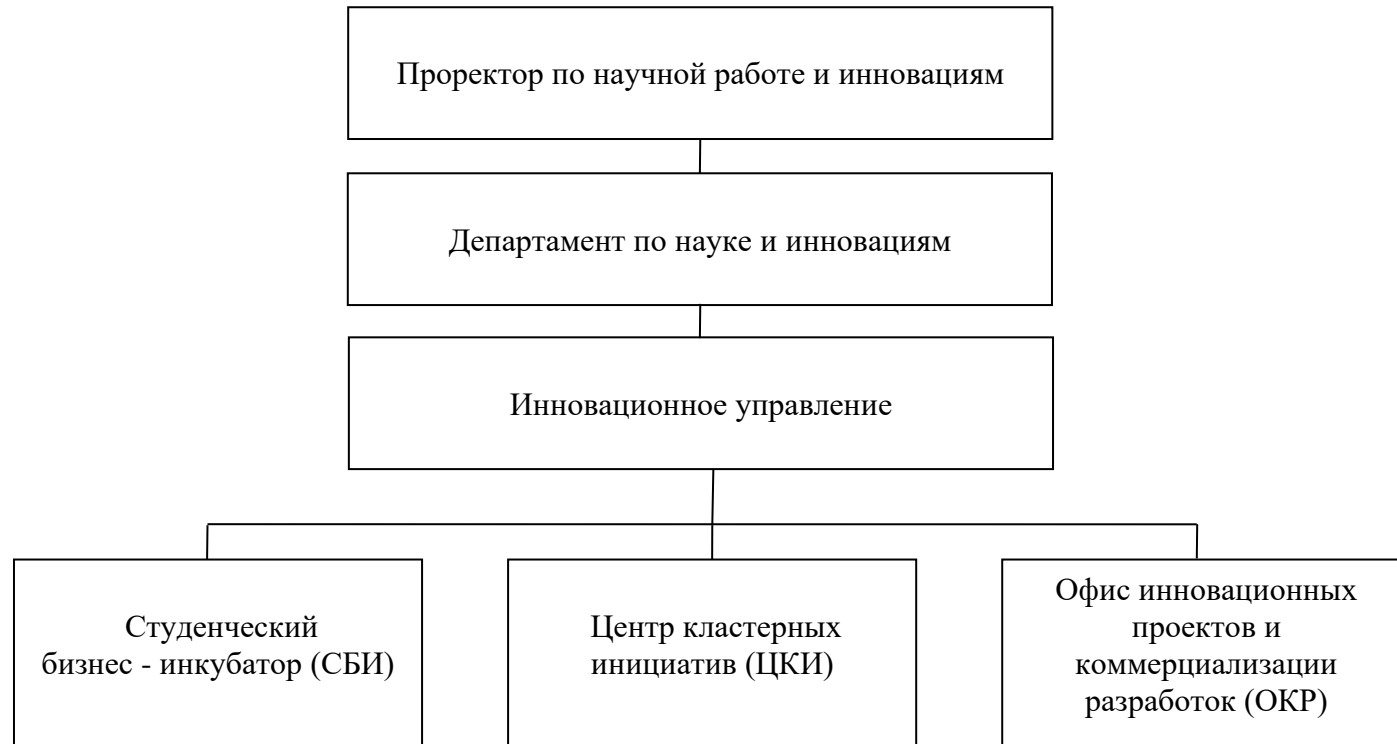 Проректор по научной работе и инновациям
Департамент по науке и инновациям
Инновационное управление
Студенческий
бизнес - инкубатор (СБИ)
Центр кластерных
инициатив (ЦКИ)
Офис инновационных
проектов и
коммерциализации
разработок (ОКР)